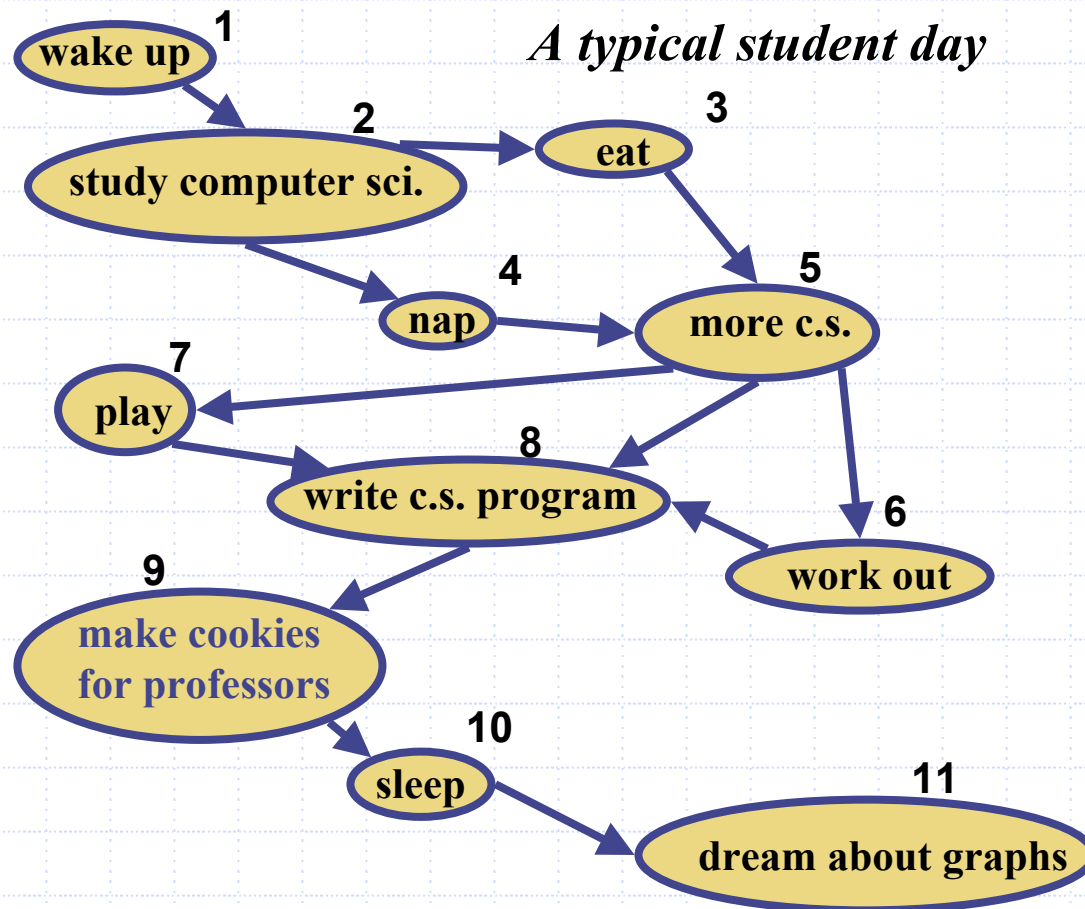 A typical student day
1
wake up
2
study computer sci.
3
eat
4
nap
5
more c.s.
7
play
8
write c.s. program
6
work out
9
make cookies
for professors
10
sleep
11
dream about graphs